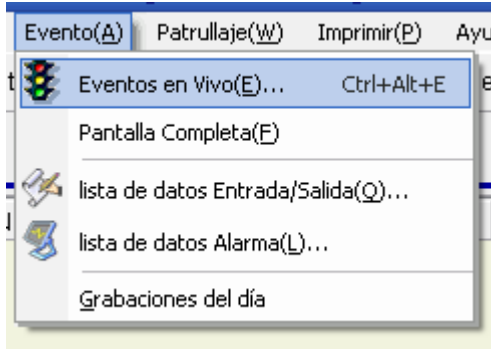 Evento(A) Patrullaje(W) Imprimir(P) Ayu
Eventos en Vivo(E)... Ctrl+Alt+E
Pantalla Completa(F)
lista de datos Entrada/Salida(Q)...
lista de datos Alarma(L)...
Grabaciones del día